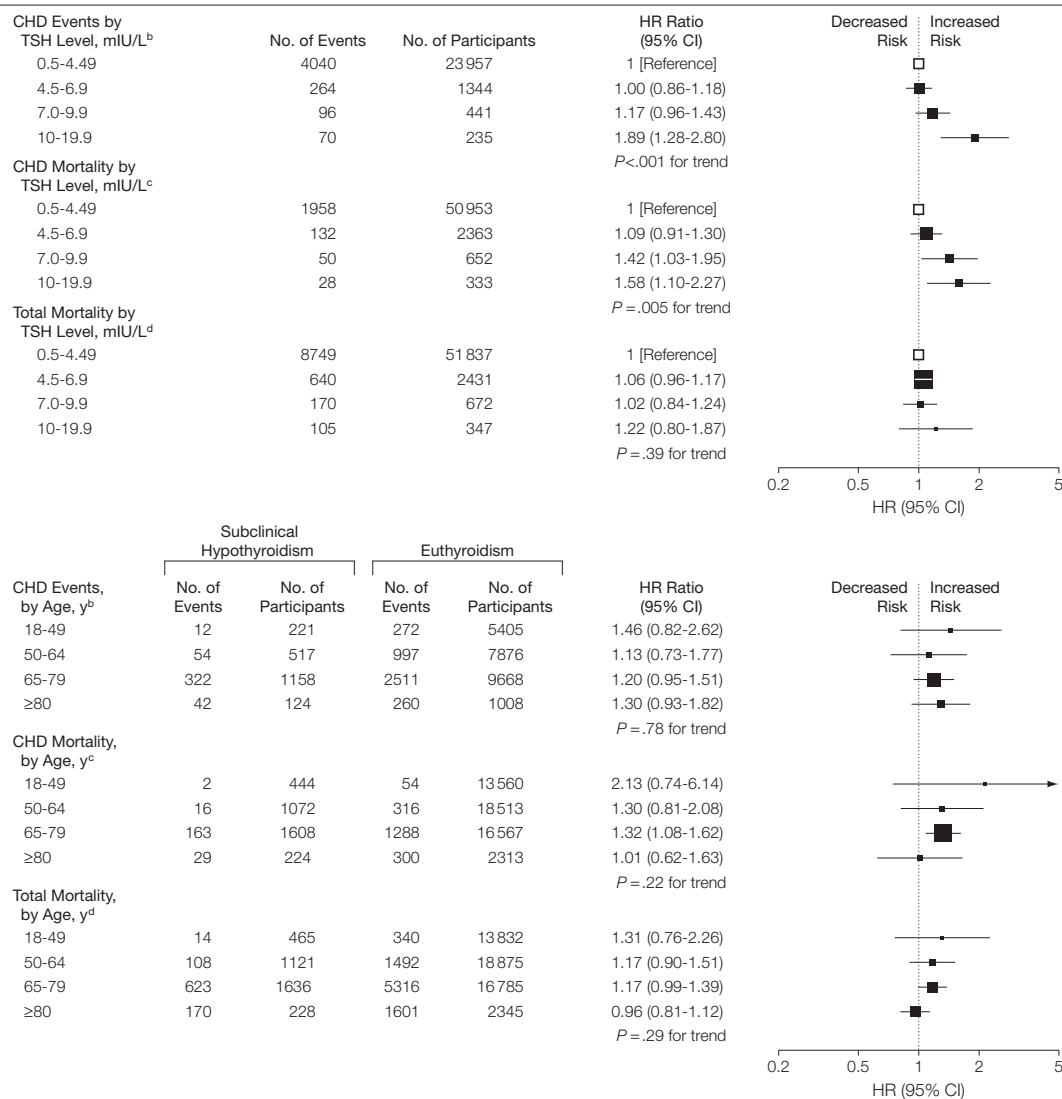 CHD Events by TSH Level, mIU/Lᵇ No. of Events No. of Participants HR Ratio (95% CI) Decreased Risk Increased Risk
0.5-4.49 4040 23957 1 [Reference]
4.5-6.9 264 1344 1.00 (0.86-1.18)
7.0-9.9 96 441 1.17 (0.96-1.43)
10-19.9 70 235 1.89 (1.28-2.80)
P<.001 for trend
CHD Mortality by
TSH Level, mIU/Lᶜ
0.5-4.49 1958 50953 1 [Reference]
4.5-6.9 132 2363 1.09 (0.91-1.30)
7.0-9.9 50 652 1.42 (1.03-1.95)
10-19.9 28 333 1.58 (1.10-2.27)
P=.005 for trend
Total Mortality by
TSH Level, mIU/Lᵈ
0.5-4.49 8749 51837 1 [Reference]
4.5-6.9 640 2431 1.06 (0.96-1.17)
7.0-9.9 170 672 1.02 (0.84-1.24)
10-19.9 105 347 1.22 (0.80-1.87)
P=.39 for trend
0.2 0.5 1 2 5
HR (95% CI)
Subclinical Hypothyroidism Euthyroidism
CHD Events, by Age, yᵇ No. of Events No. of Participants No. of Events No. of Participants HR Ratio (95% CI) Decreased Risk Increased Risk
18-49 12 221 272 5405 1.46 (0.82-2.62)
50-64 54 517 997 7876 1.13 (0.73-1.77)
65-79 322 1158 2511 9668 1.20 (0.95-1.51)
≥80 42 124 260 1008 1.30 (0.93-1.82)
P=.78 for trend
CHD Mortality,
by Age, yᶜ
18-49 2 444 54 13560 2.13 (0.74-6.14)
50-64 16 1072 316 18513 1.30 (0.81-2.08)
65-79 163 1608 1288 16567 1.32 (1.08-1.62)
≥80 29 224 300 2313 1.01 (0.62-1.63)
P=.22 for trend
Total Mortality,
by Age, yᵈ
18-49 14 465 340 13832 1.31 (0.76-2.26)
50-64 108 1121 1492 18875 1.17 (0.90-1.51)
65-79 623 1636 5316 16785 1.17 (0.99-1.39)
≥80 170 228 1601 2345 0.96 (0.81-1.12)
P=.29 for trend
0.2 0.5 1 2 5
HR (95% CI)